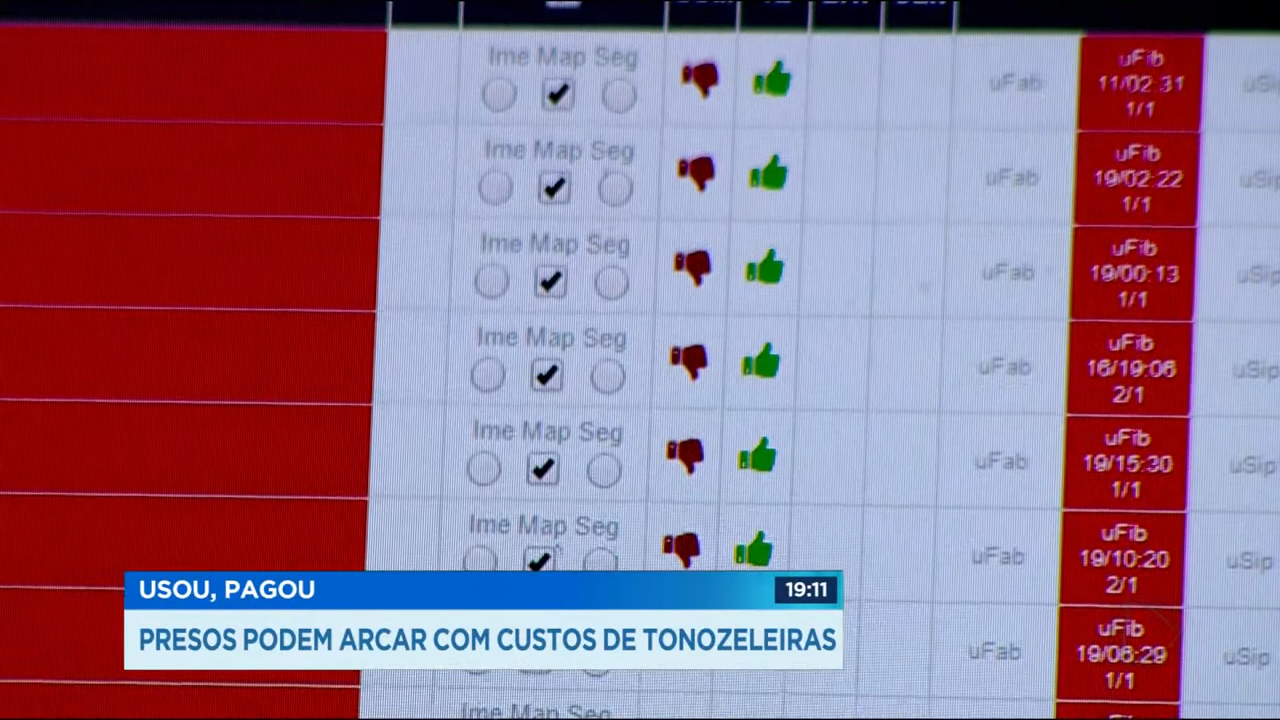 Ime Map Seg
uFab
uFib
11/02:31
1/1
Ime Map Seg
uFab
uFib
19/02:22
1/1
Ime Map Seg
uFab
uFib
19/00:13
1/1
Ime Map Seg
uFab
uFib
16/19:06
2/1
uSip
Ime Map Seg
uFab
uFib
19/15:30
1/1
uSip
Ime Map Seg
uFab
uFib
19/10:20
2/1
uSip
USOU, PAGOU
19:11
PRESOS PODEM ARCAR COM CUSTOS DE TONOZELEIRAS
uFab
uFib
19/06:29
1/1
uSip
Ime Map Seg